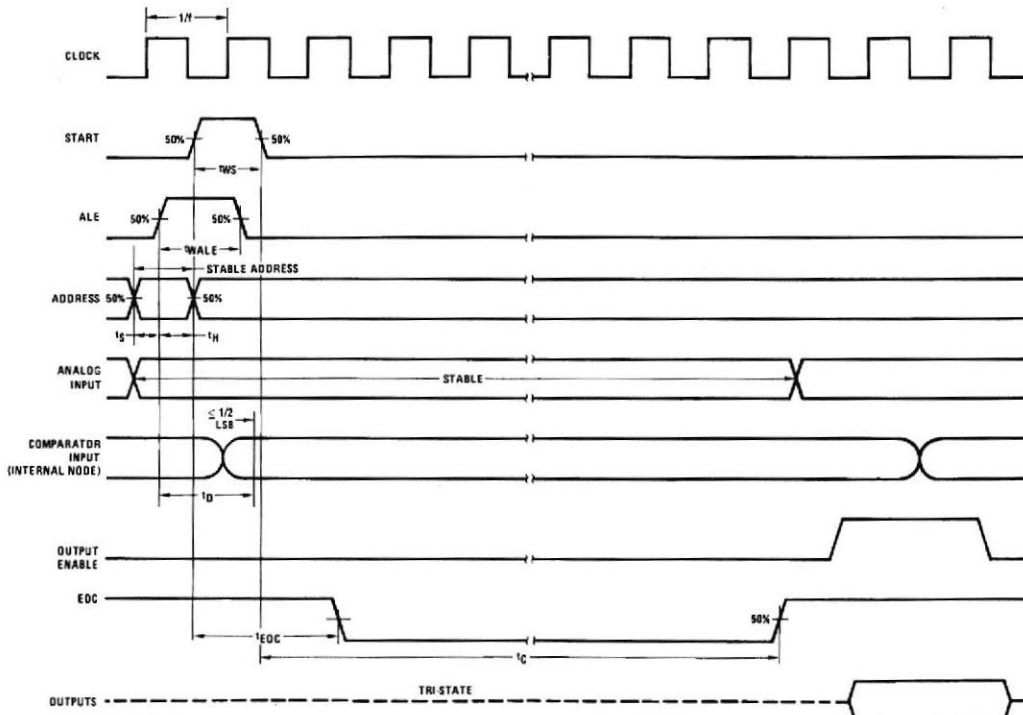 1/f
CLOCK
START
50%
50%
tWS
ALE
50%
50%
tWALE
STABLE ADDRESS
ADDRESS
50%
50%
tS
tH
ANALOG
INPUT
STABLE
≤ 1/2
LSB
COMPARATOR
INPUT
(INTERNAL NODE)
tD
OUTPUT
ENABLE
EOC
50%
tEOC
tC
TRI-STATE
OUTPUTS